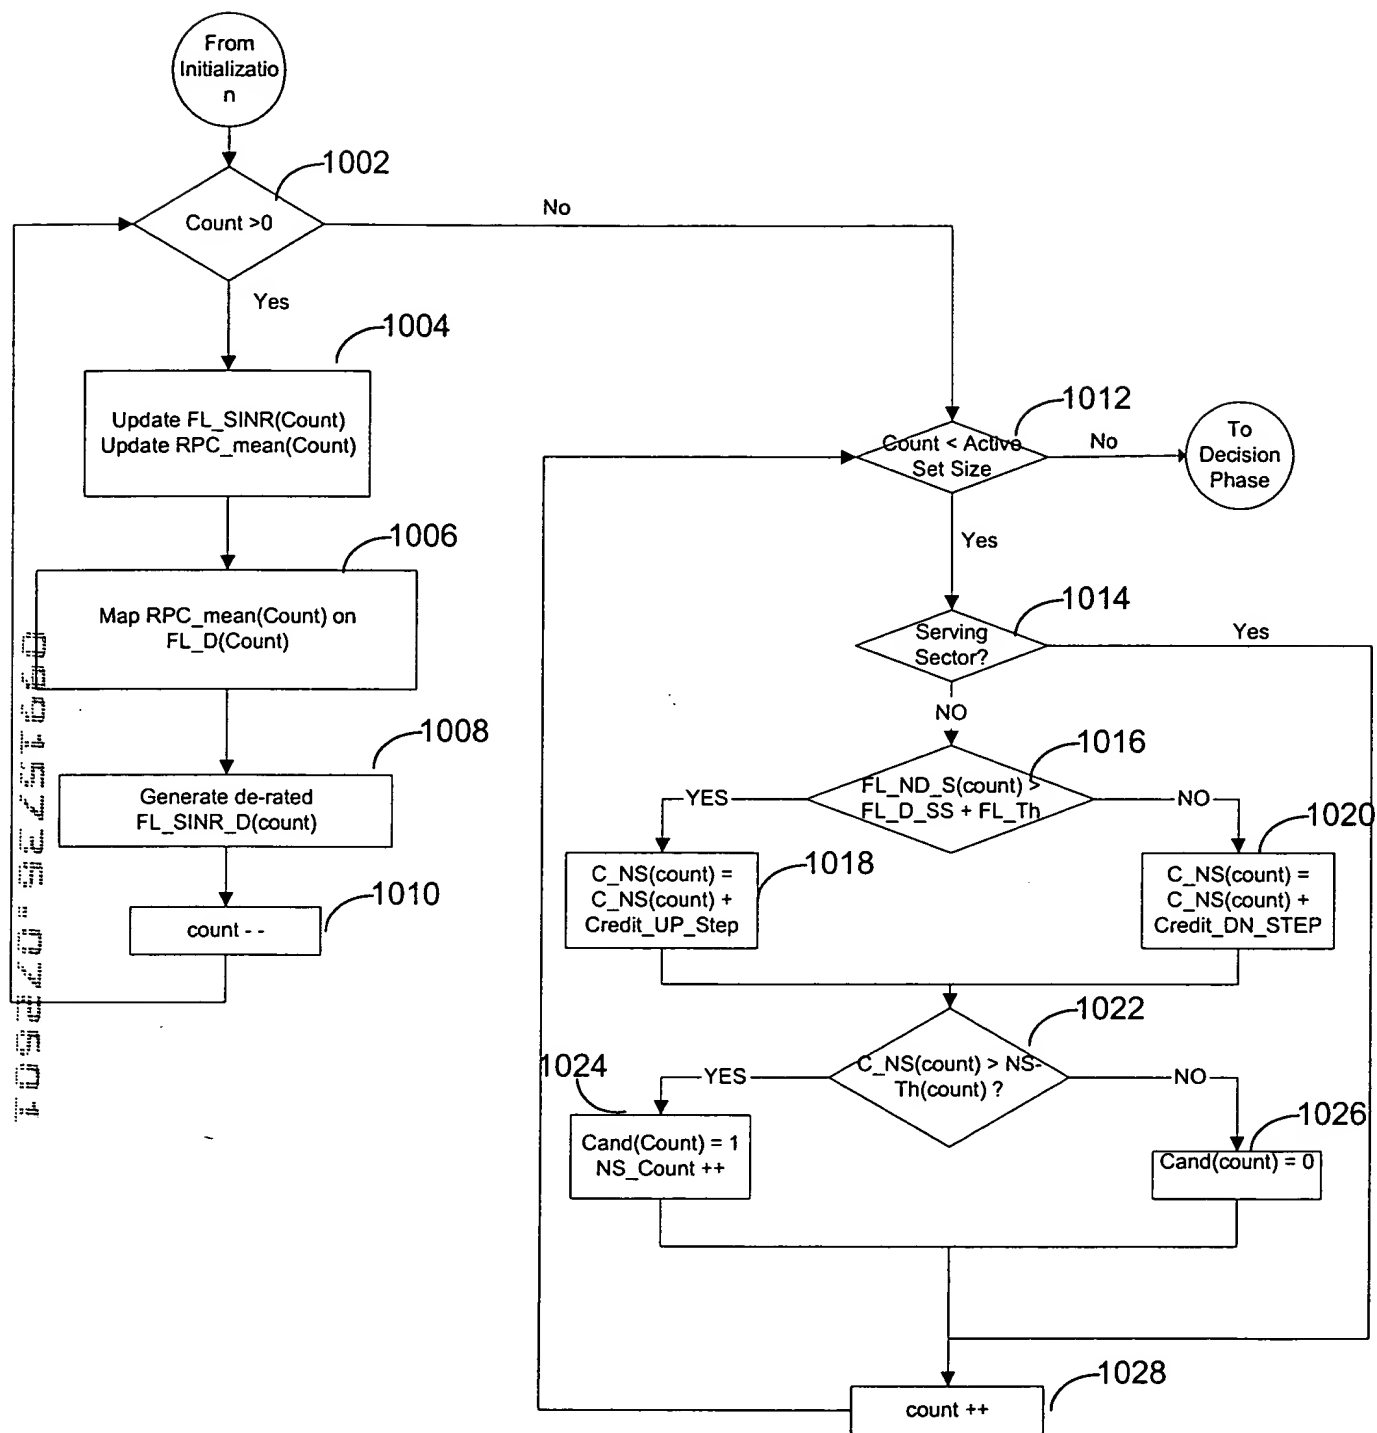 From
Initializatio
n
1002
Count >0
No
Yes
1004
Update FL_SINR(Count)
Update RPC_mean(Count)
1006
Map RPC_mean(Count) on
FL_D(Count)
1008
Generate de-rated
FL_SINR_D(count)
1010
count - -
1012
Count < Active
Set Size
No
To
Decision
Phase
Yes
1014
Serving
Sector?
Yes
NO
1016
FL_ND_S(count) >
FL_D_SS + FL_Th
YES
NO
1018
C_NS(count) =
C_NS(count) +
Credit_UP_Step
1020
C_NS(count) =
C_NS(count) +
Credit_DN_STEP
1022
C_NS(count) > NS-
Th(count) ?
YES
NO
1024
Cand(Count) = 1
NS_Count ++
1026
Cand(count) = 0
1028
count ++